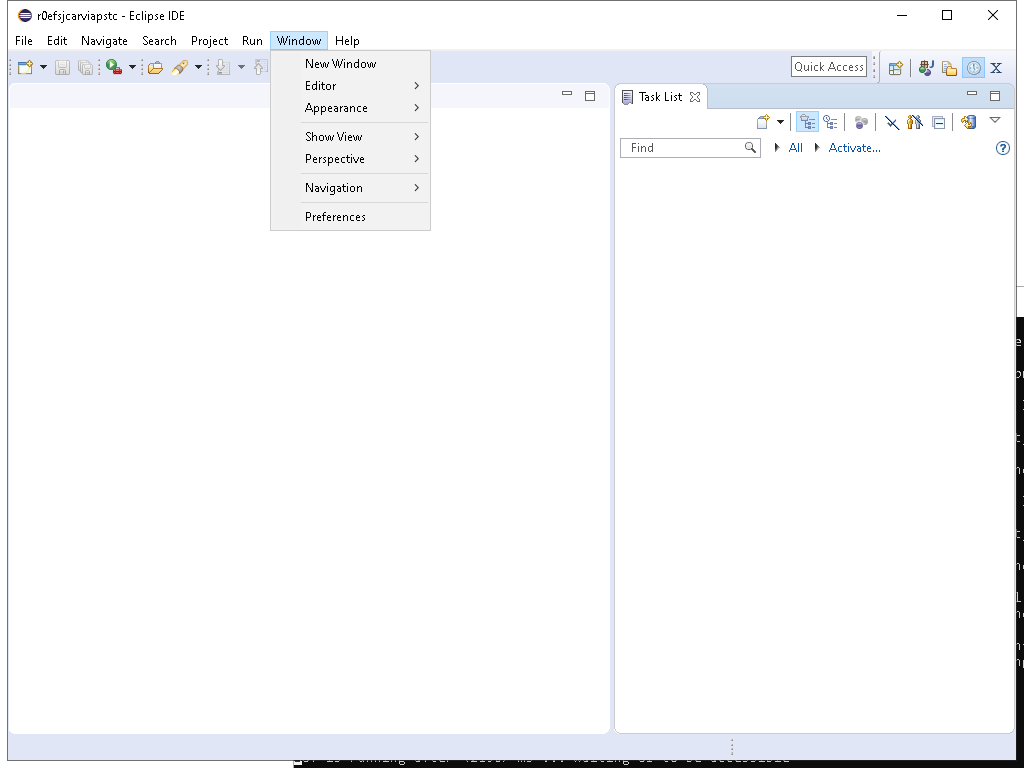 r0efsjcarviapstc - Eclipse IDE
File Edit Navigate Search Project Run Window Help
New Window
Editor
Appearance
Show View
Perspective
Navigation
Preferences
Quick Access
Task List
Find
All
Activate...